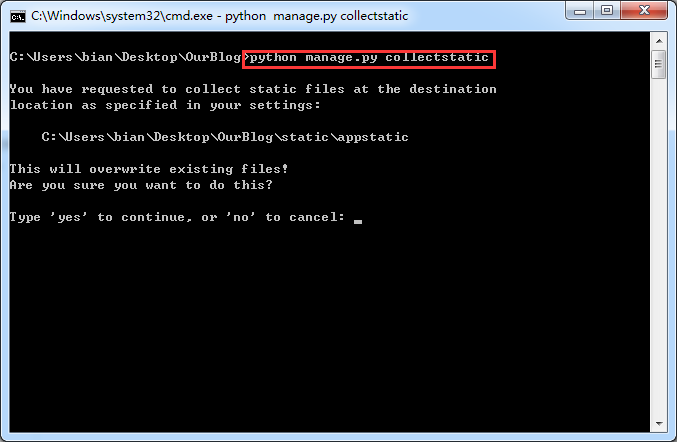 C:\Windows\system32\cmd.exe - python  manage.py collectstatic
C:\Users\bian\Desktop\OurBlog>python manage.py collectstatic
You have requested to collect static files at the destination
location as specified in your settings:
C:\Users\bian\Desktop\OurBlog\static\appstatic
This will overwrite existing files!
Are you sure you want to do this?
Type 'yes' to continue, or 'no' to cancel: _